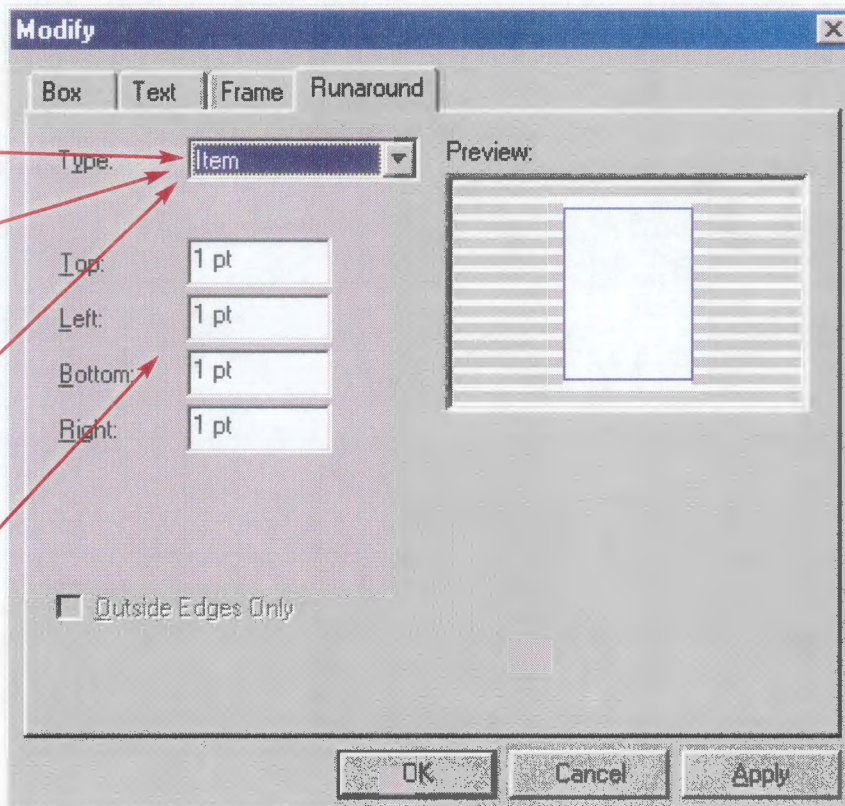 Modify
Box Text Frame Runaround
Type: Item
Preview:
Top: 1 pt
Left: 1 pt
Bottom: 1 pt
Right: 1 pt
Outside Edges Only
OK Cancel Apply